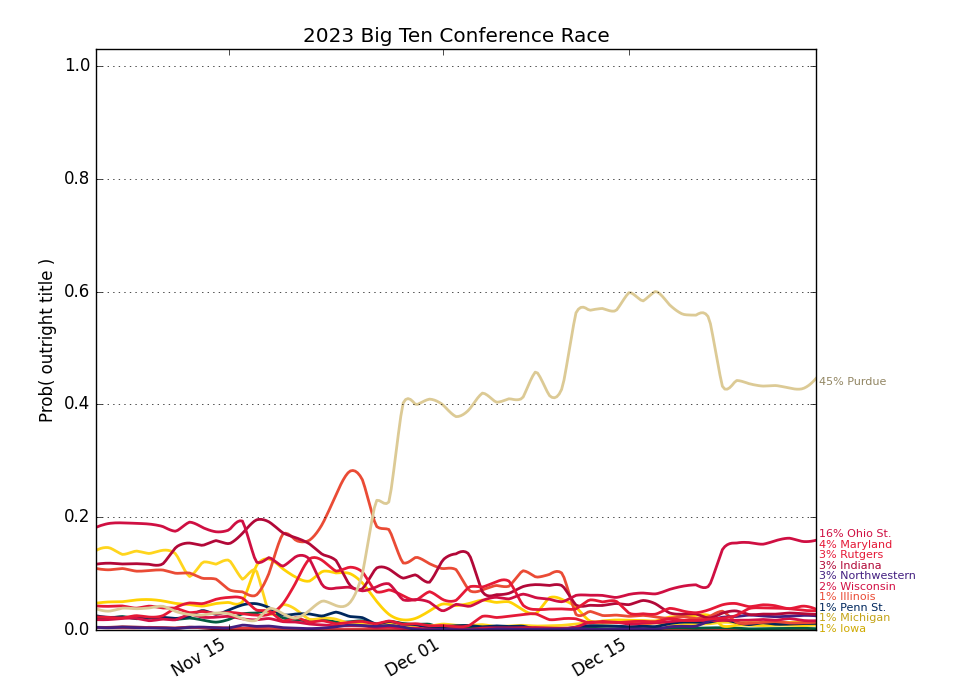 2023 Big Ten Conference Race
Prob( outright title )
1.0
0.8
0.6
0.4
0.2
0.0
Nov 15
Dec 01
Dec 15
45% Purdue
16% Ohio St.
4% Maryland
3% Rutgers
3% Indiana
3% Northwestern
2% Wisconsin
1% Illinois
1% Penn St.
1% Michigan
1% Iowa